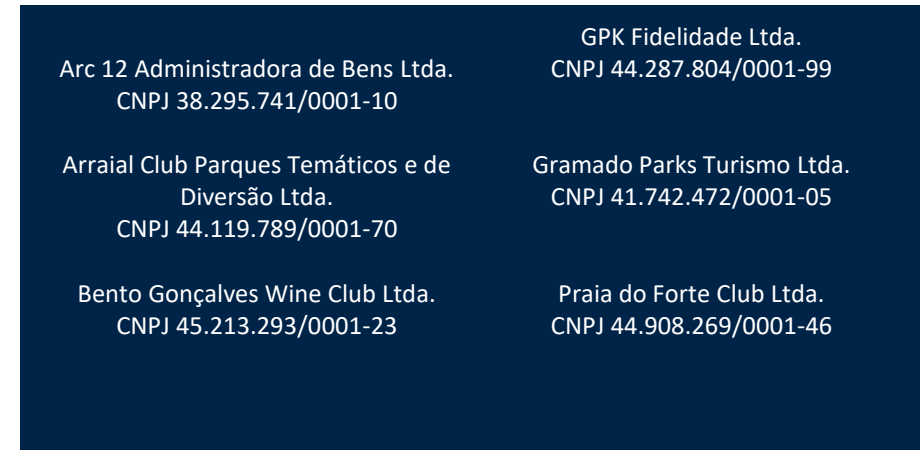 Arc 12 Administradora de Bens Ltda.
CNPJ 38.295.741/0001-10
Arraial Club Parques Temáticos e de
Diversão Ltda.
CNPJ 44.119.789/0001-70
Bento Gonçalves Wine Club Ltda.
CNPJ 45.213.293/0001-23
GPK Fidelidade Ltda.
CNPJ 44.287.804/0001-99
Gramado Parks Turismo Ltda.
CNPJ 41.742.472/0001-05
Praia do Forte Club Ltda.
CNPJ 44.908.269/0001-46